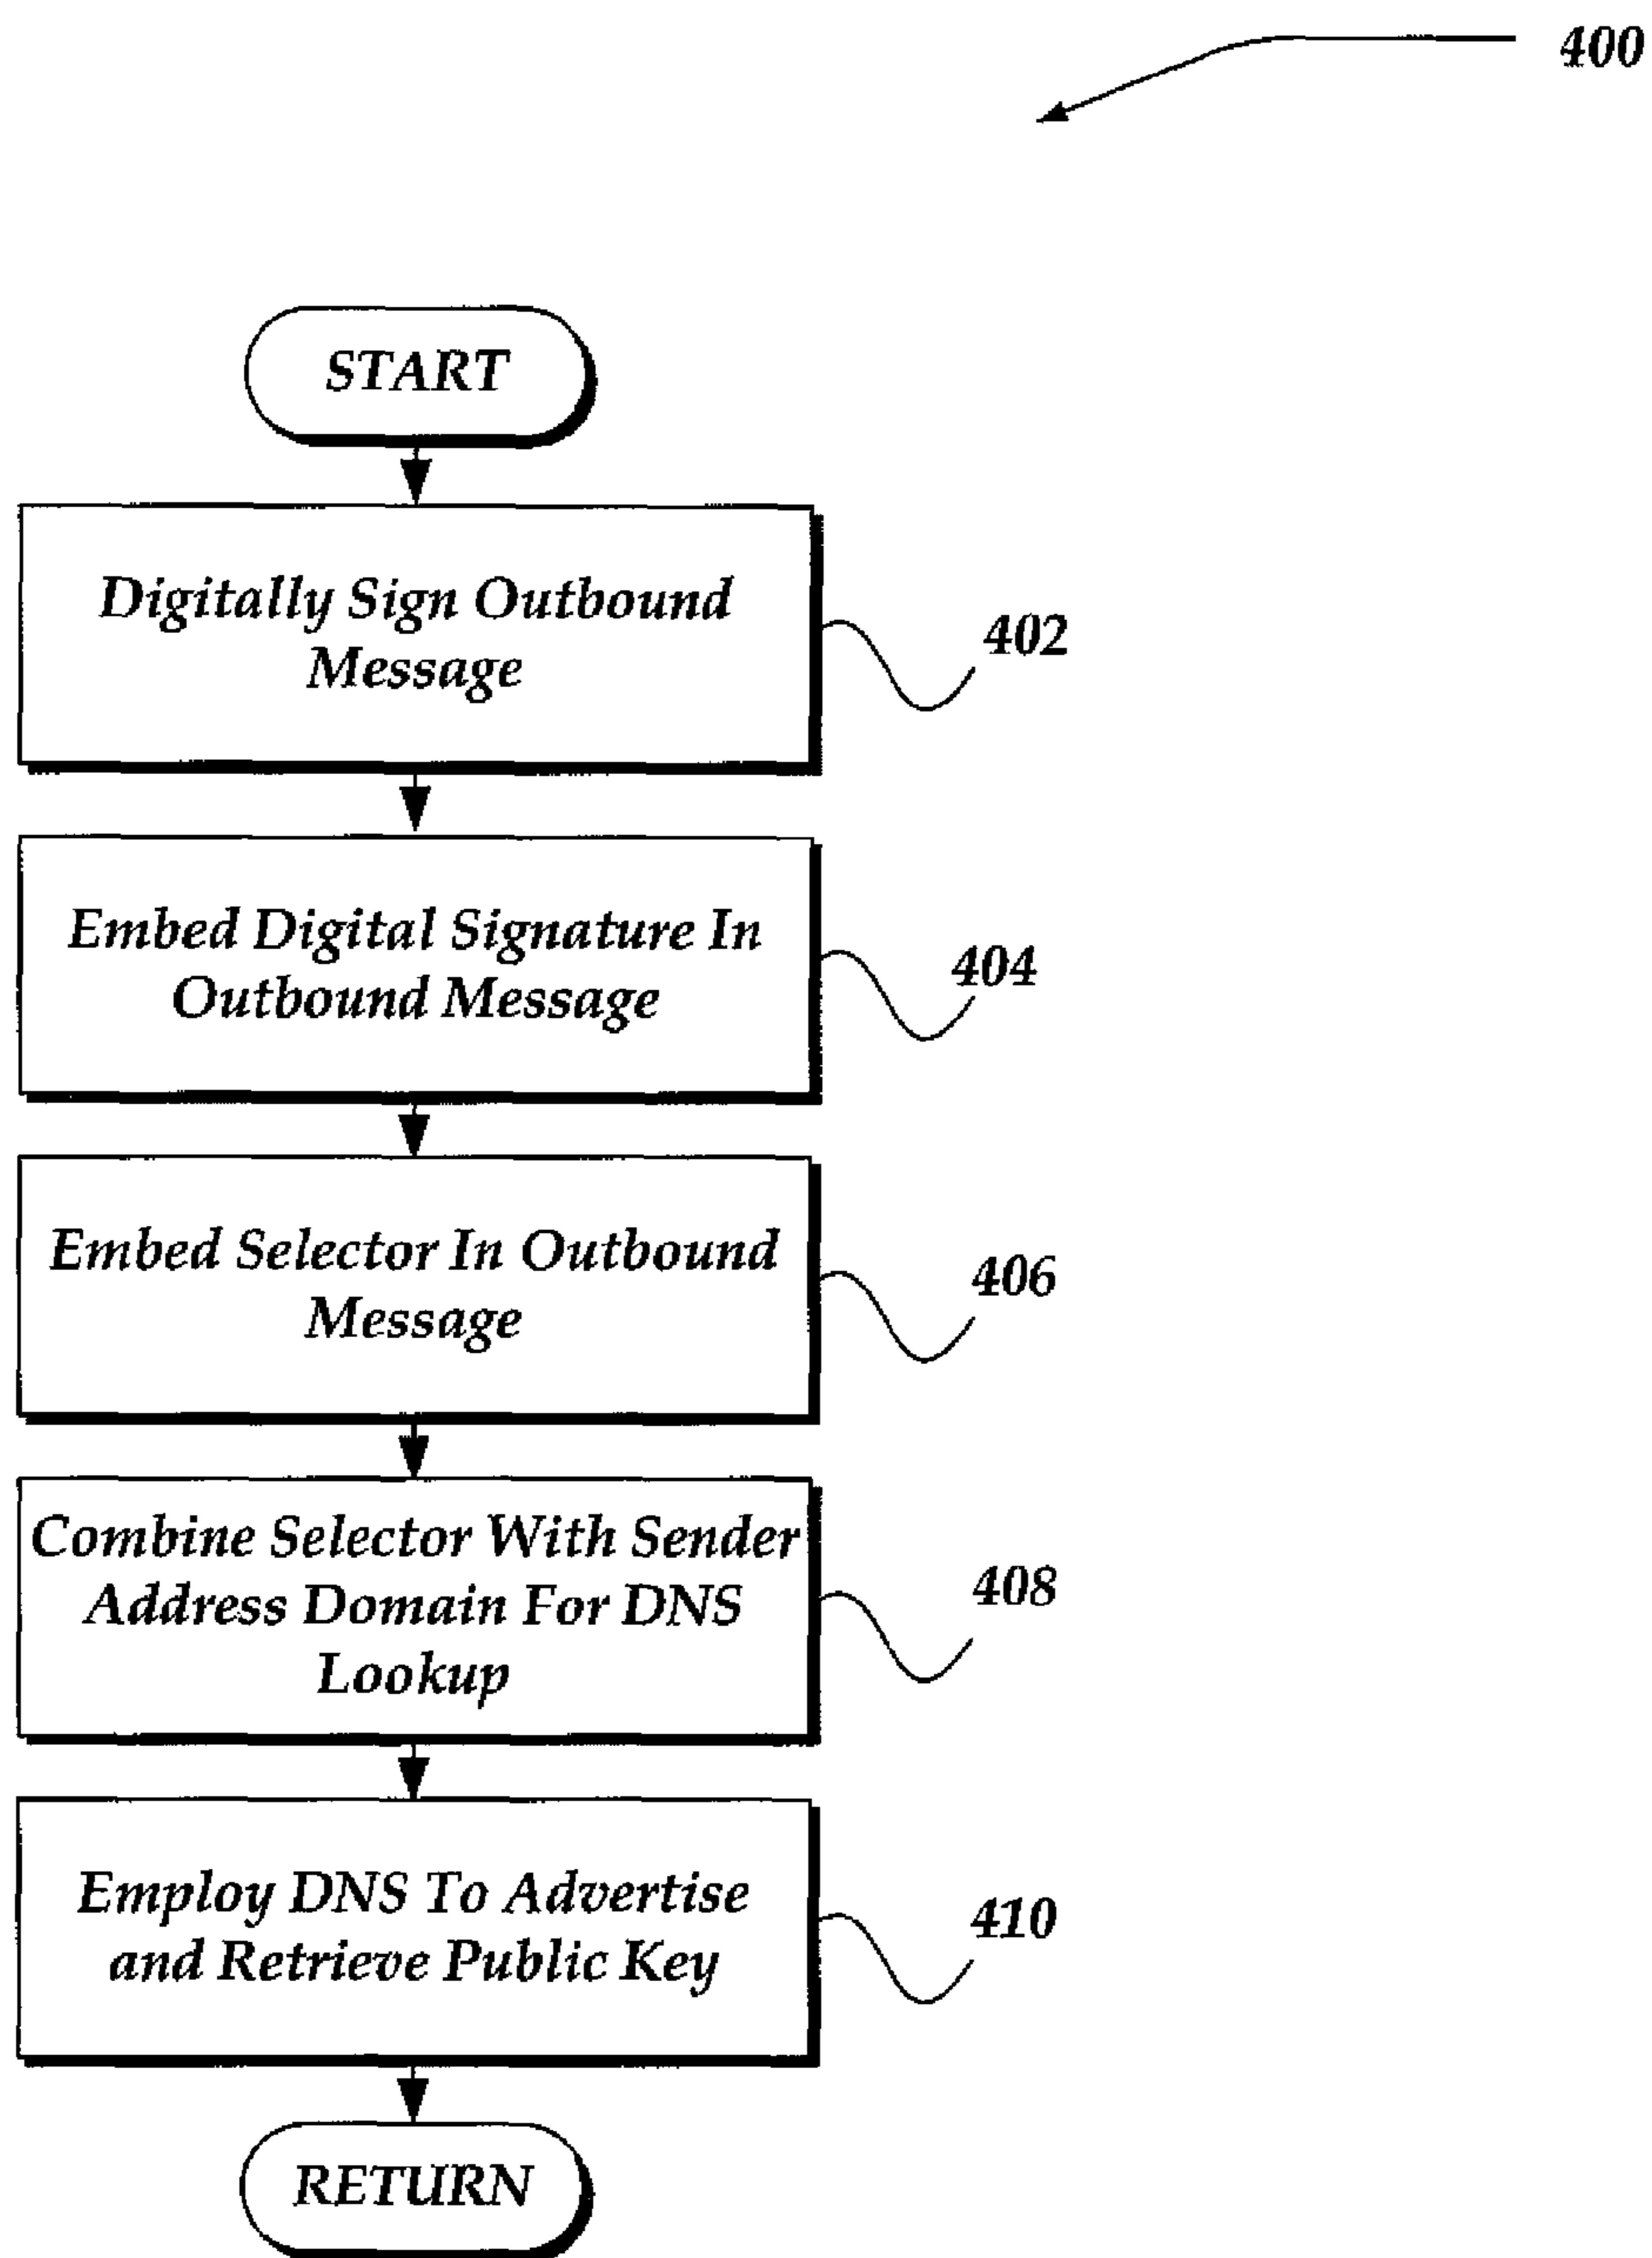 400
START
Digitally Sign Outbound
Message
402
Embed Digital Signature In
Outbound Message
404
Embed Selector In Outbound
Message
406
Combine Selector With Sender
Address Domain For DNS
Lookup
408
Employ DNS To Advertise
and Retrieve Public Key
410
RETURN